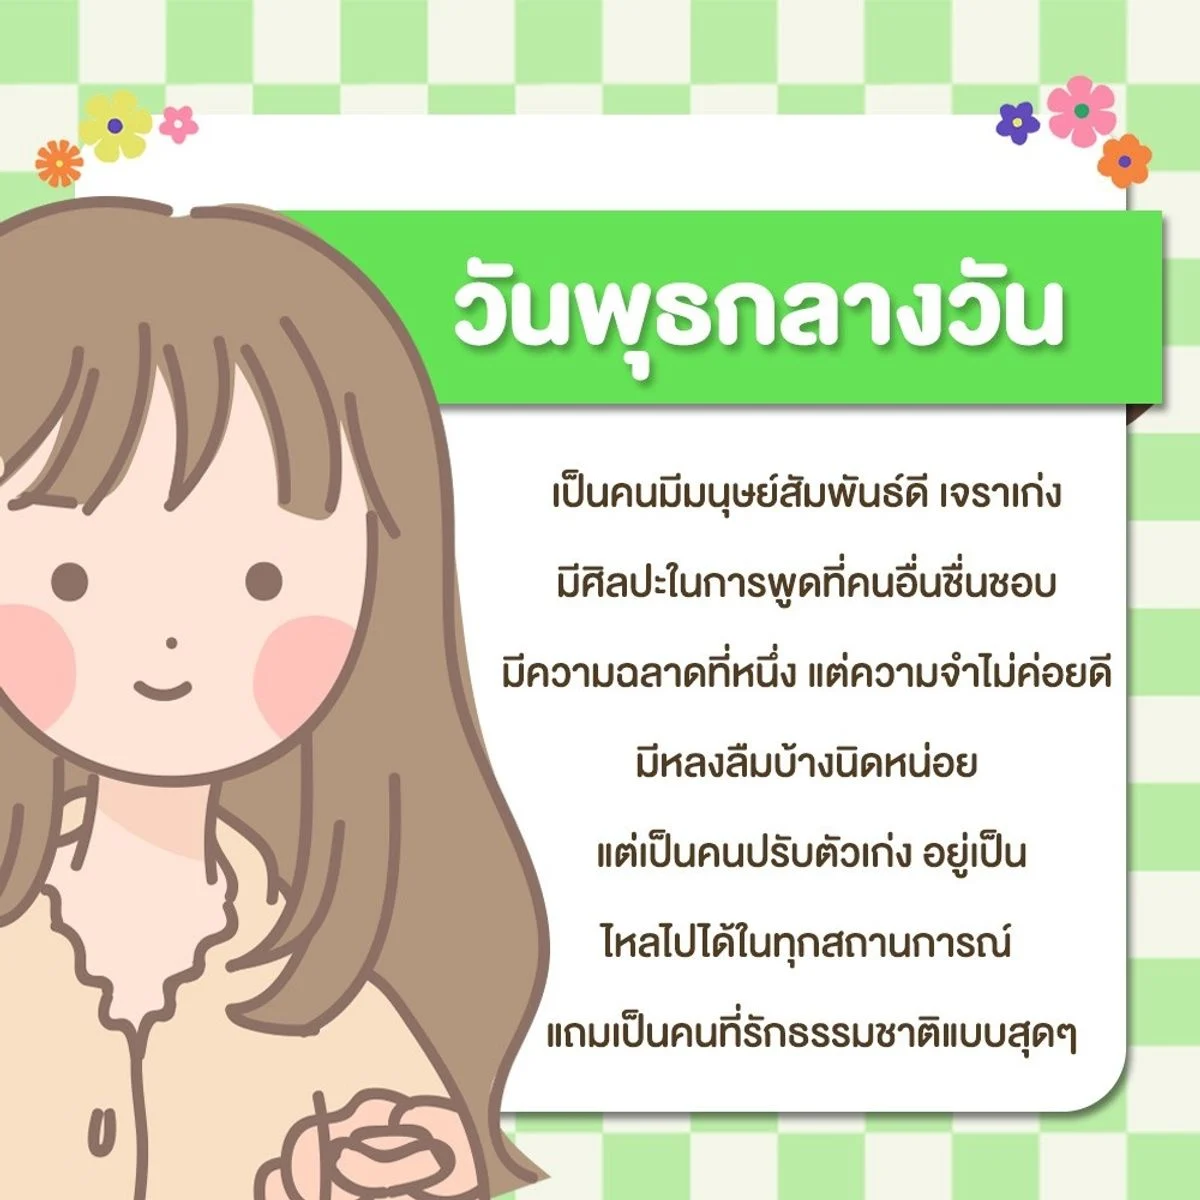 วันพุธกลางวัน
เป็นคนมีมนุษย์สัมพันธ์ดี เจราเก่ง
มีศิลปะในการพูดที่คนอื่นชื่นชอบ
มีความฉลาดที่หนึ่ง แต่ความจำไม่ค่อยดี
มีหลงลืมบ้างนิดหน่อย
แต่เป็นคนปรับตัวเก่ง อยู่เป็น
ไหลไปได้ในทุกสถานการณ์
แถมเป็นคนที่รักธรรมชาติแบบสุดๆ